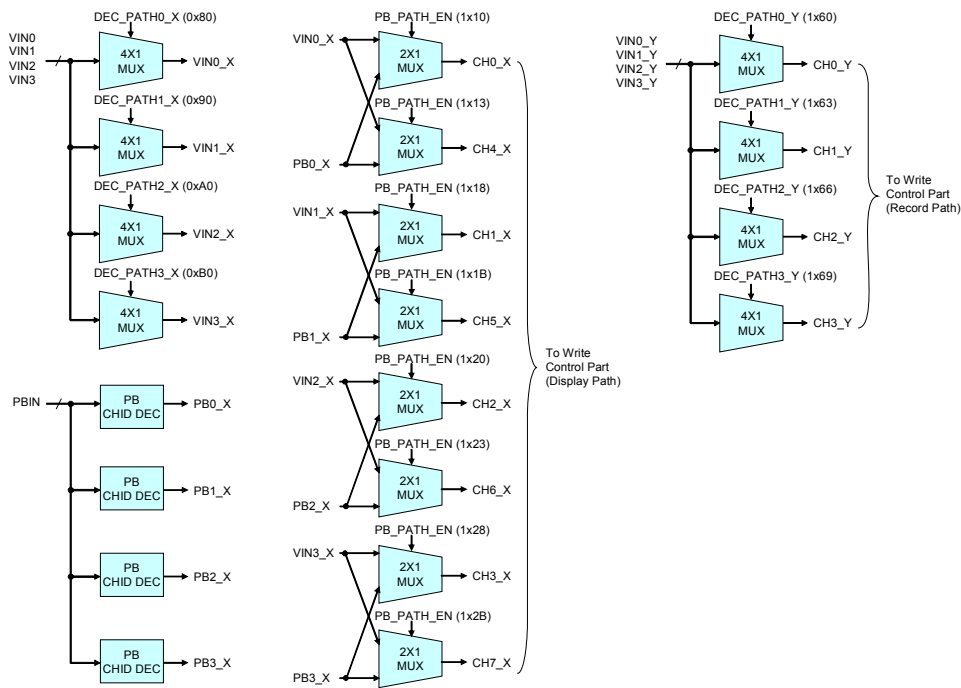 DEC_PATH0_X (0x80)
VIN0
VIN1
VIN2
VIN3
4X1
MUX
VIN0_X
DEC_PATH1_X (0x90)
4X1
MUX
VIN1_X
DEC_PATH2_X (0xA0)
4X1
MUX
VIN2_X
DEC_PATH3_X (0xB0)
4X1
MUX
VIN3_X
PBIN
PB
CHID DEC
PB0_X
PB
CHID DEC
PB1_X
PB
CHID DEC
PB2_X
PB
CHID DEC
PB3_X
PB_PATH_EN (1x10)
VIN0_X
2X1
MUX
CH0_X
PB_PATH_EN (1x13)
2X1
MUX
CH4_X
PB0_X
PB_PATH_EN (1x18)
VIN1_X
2X1
MUX
CH1_X
PB_PATH_EN (1x1B)
2X1
MUX
CH5_X
PB1_X
PB_PATH_EN (1x20)
VIN2_X
2X1
MUX
CH2_X
PB_PATH_EN (1x23)
2X1
MUX
CH6_X
PB2_X
PB_PATH_EN (1x28)
VIN3_X
2X1
MUX
CH3_X
PB_PATH_EN (1x2B)
2X1
MUX
CH7_X
PB3_X
To Write
Control Part
(Display Path)
DEC_PATH0_Y (1x60)
VIN0_Y
VIN1_Y
VIN2_Y
VIN3_Y
4X1
MUX
CH0_Y
DEC_PATH1_Y (1x63)
4X1
MUX
CH1_Y
DEC_PATH2_Y (1x66)
4X1
MUX
CH2_Y
DEC_PATH3_Y (1x69)
4X1
MUX
CH3_Y
To Write
Control Part
(Record Path)